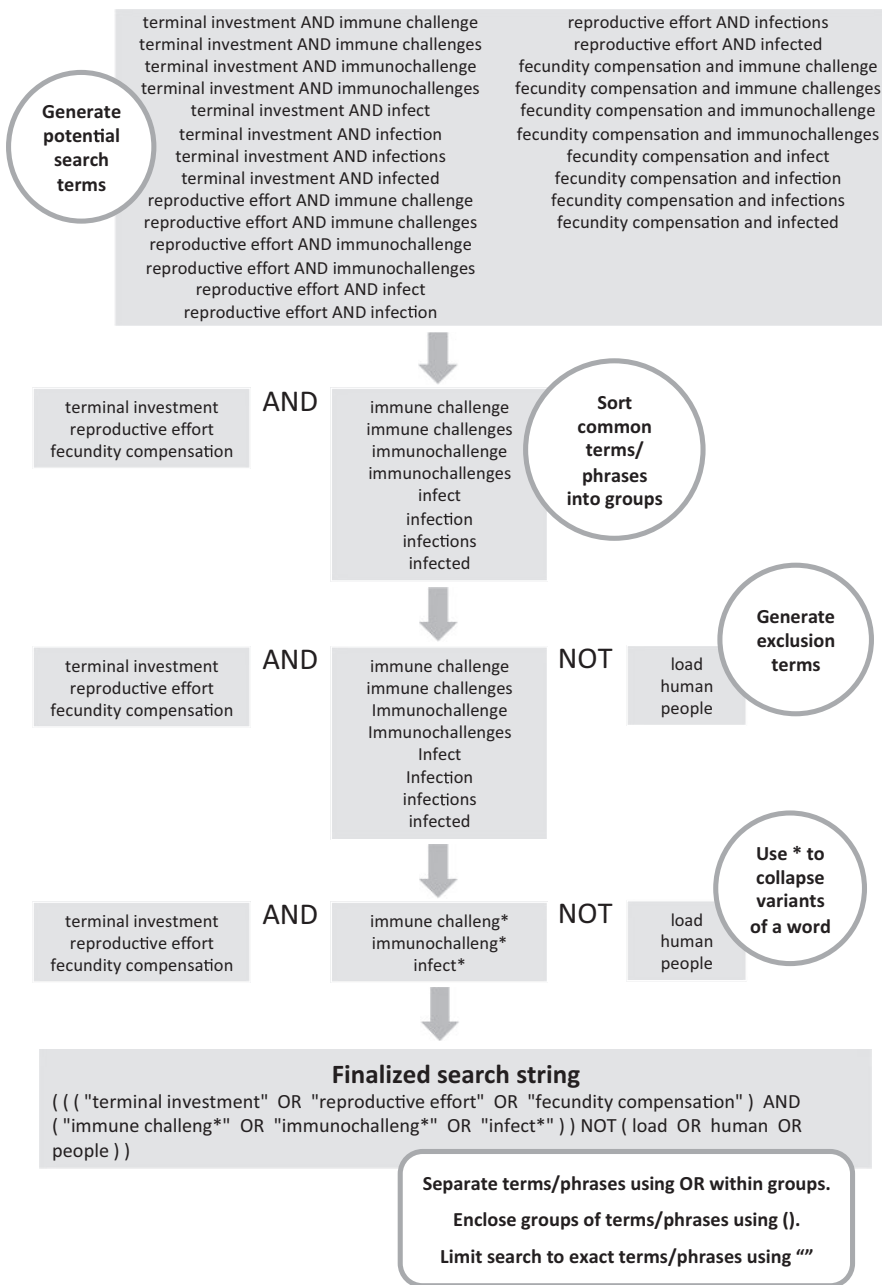 Generate
potential
search
terms
terminal investment AND immune challenge
terminal investment AND immune challenges
terminal investment AND immunochallenge
terminal investment AND immunochallenges
terminal investment AND infect
terminal investment AND infection
terminal investment AND infections
terminal investment AND infected
reproductive effort AND immune challenge
reproductive effort AND immune challenges
reproductive effort AND immunochallenge
reproductive effort AND immunochallenges
reproductive effort AND infect
reproductive effort AND infection
reproductive effort AND infections
reproductive effort AND infected
fecundity compensation and immune challenge
fecundity compensation and immune challenges
fecundity compensation and immunochallenge
fecundity compensation and immunochallenges
fecundity compensation and infect
fecundity compensation and infection
fecundity compensation and infections
fecundity compensation and infected
terminal investment
reproductive effort
fecundity compensation
AND
immune challenge
immune challenges
immunochallenge
immunochallenges
infect
infection
infections
infected
Sort
common
terms/
phrases
into groups
terminal investment
reproductive effort
fecundity compensation
AND
immune challenge
immune challenges
Immunochallenge
Immunochallenges
Infect
Infection
infections
infected
NOT
load
human
people
Generate
exclusion
terms
terminal investment
reproductive effort
fecundity compensation
AND
immune challeng*
immunochalleng*
infect*
NOT
load
human
people
Use * to
collapse
variants
of a word
Finalized search string
( ( ( "terminal investment" OR "reproductive effort" OR "fecundity compensation" ) AND
( "immune challeng*" OR "immunochalleng*" OR "infect*" ) ) NOT ( load OR human OR
people ) )
Separate terms/phrases using OR within groups.
Enclose groups of terms/phrases using ().
Limit search to exact terms/phrases using “”